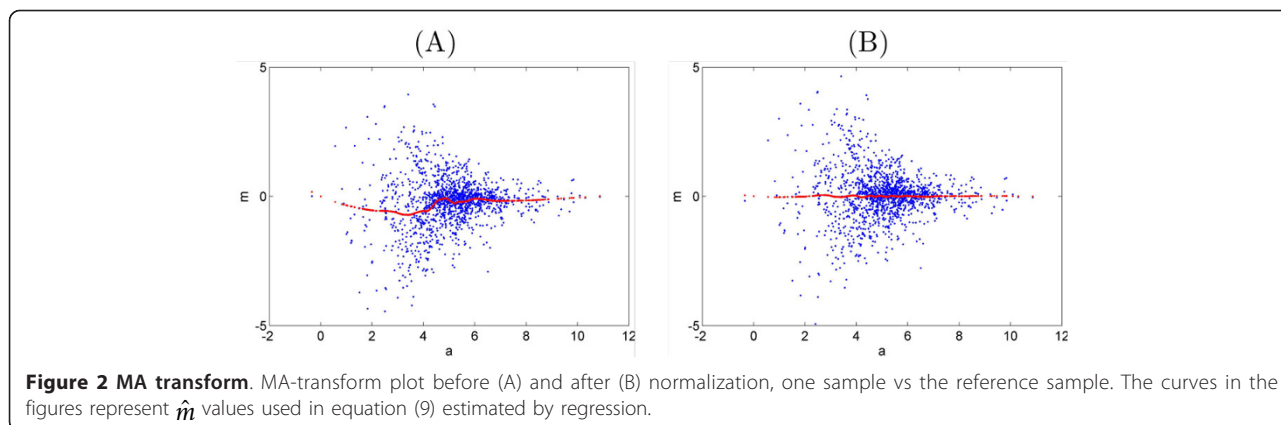 (A)
(B)
5
0
-5
m
-2
0
2
4
6
8
10
12
a
5
0
-5
m
-2
0
2
4
6
8
10
12
a
Figure 2 MA transform. MA-transform plot before (A) and after (B) normalization, one sample vs the reference sample. The curves in the
figures represent m̂ values used in equation (9) estimated by regression.